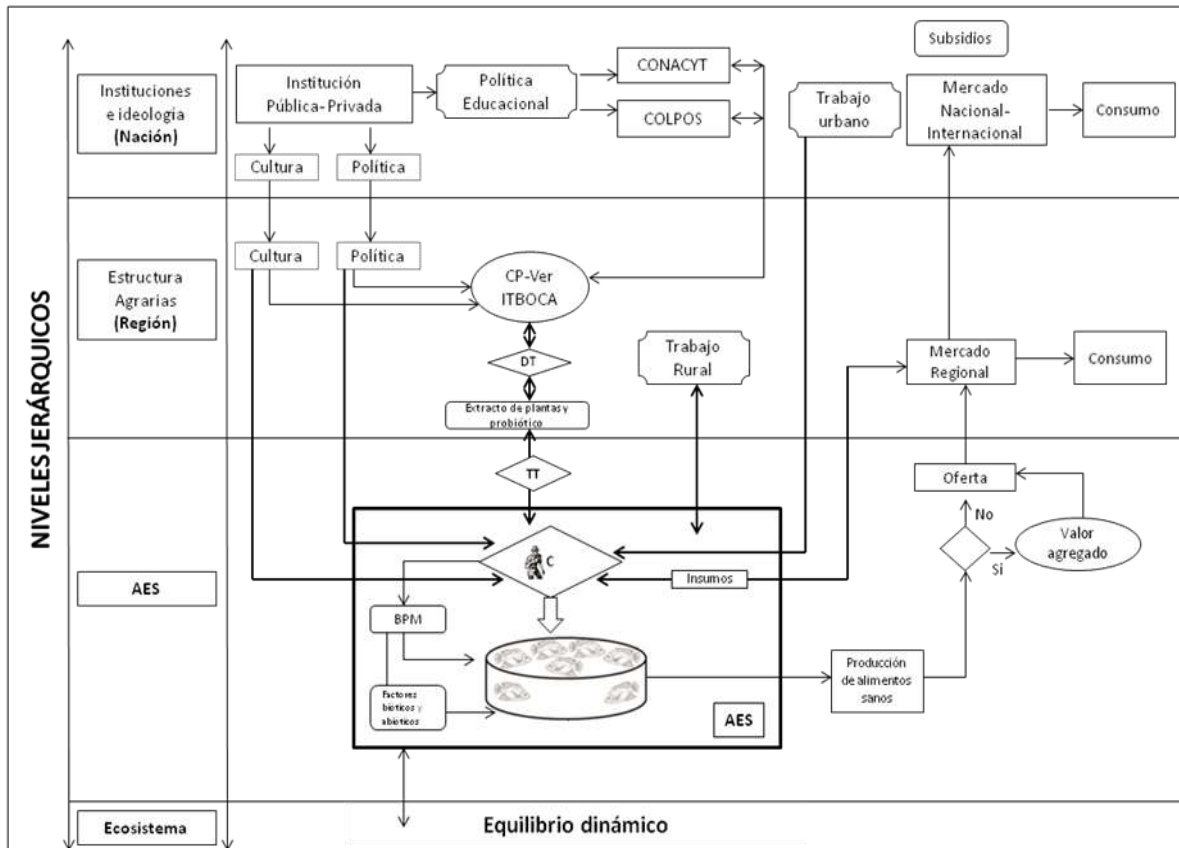 NIVELES JERÁRQUICOS
Instituciones
e ideología
(Nación)
Institución
Pública- Privada
Política
Educacional
CONACYT
COLPOS
Trabajo
urbano
Subsidios
Mercado
Nacional-
Internacional
Consumo
Cultura
Política
Estructura
Agrarias
(Región)
Cultura
Política
CP-Ver
ITBOCA
DT
Extracto de plantas y
probiótico
Trabajo
Rural
Mercado
Regional
Consumo
AES
TT
C
Insumos
BPM
Factores
bióticos y
abióticos
AES
Producción
de alimentos
sanos
Oferta
No
Si
Valor
agregado
Ecosistema
Equilibrio dinámico